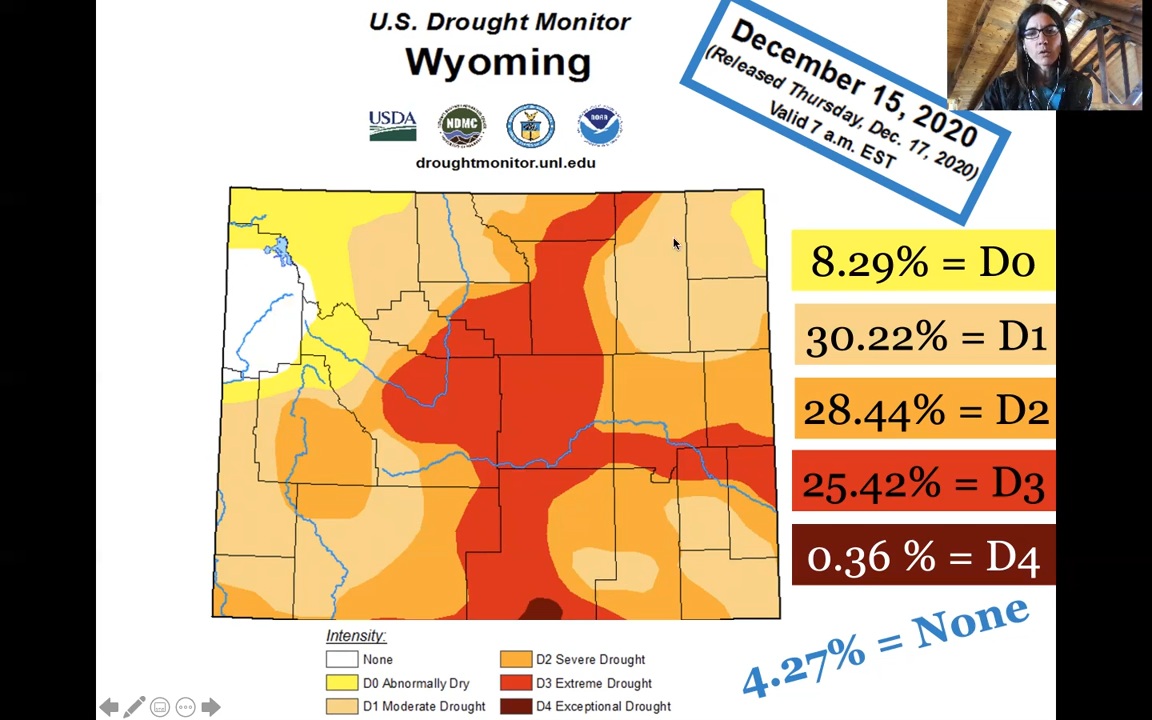 U.S. Drought Monitor
Wyoming
USDA
NDMC
NOAA
droughtmonitor.unl.edu
December 15, 2020
(Released Thursday, Dec. 17, 2020)
Valid 7 a.m. EST
8.29% = D0
30.22% = D1
28.44% = D2
25.42% = D3
0.36 % = D4
4.27% = None
Intensity:
None
D0 Abnormally Dry
D1 Moderate Drought
D2 Severe Drought
D3 Extreme Drought
D4 Exceptional Drought